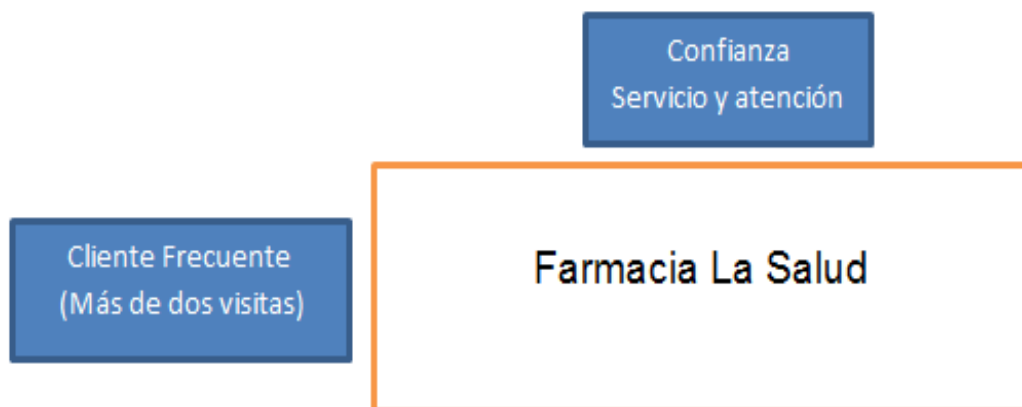 Confianza
Servicio y atención
Cliente Frecuente
(Más de dos visitas)
Farmacia La Salud